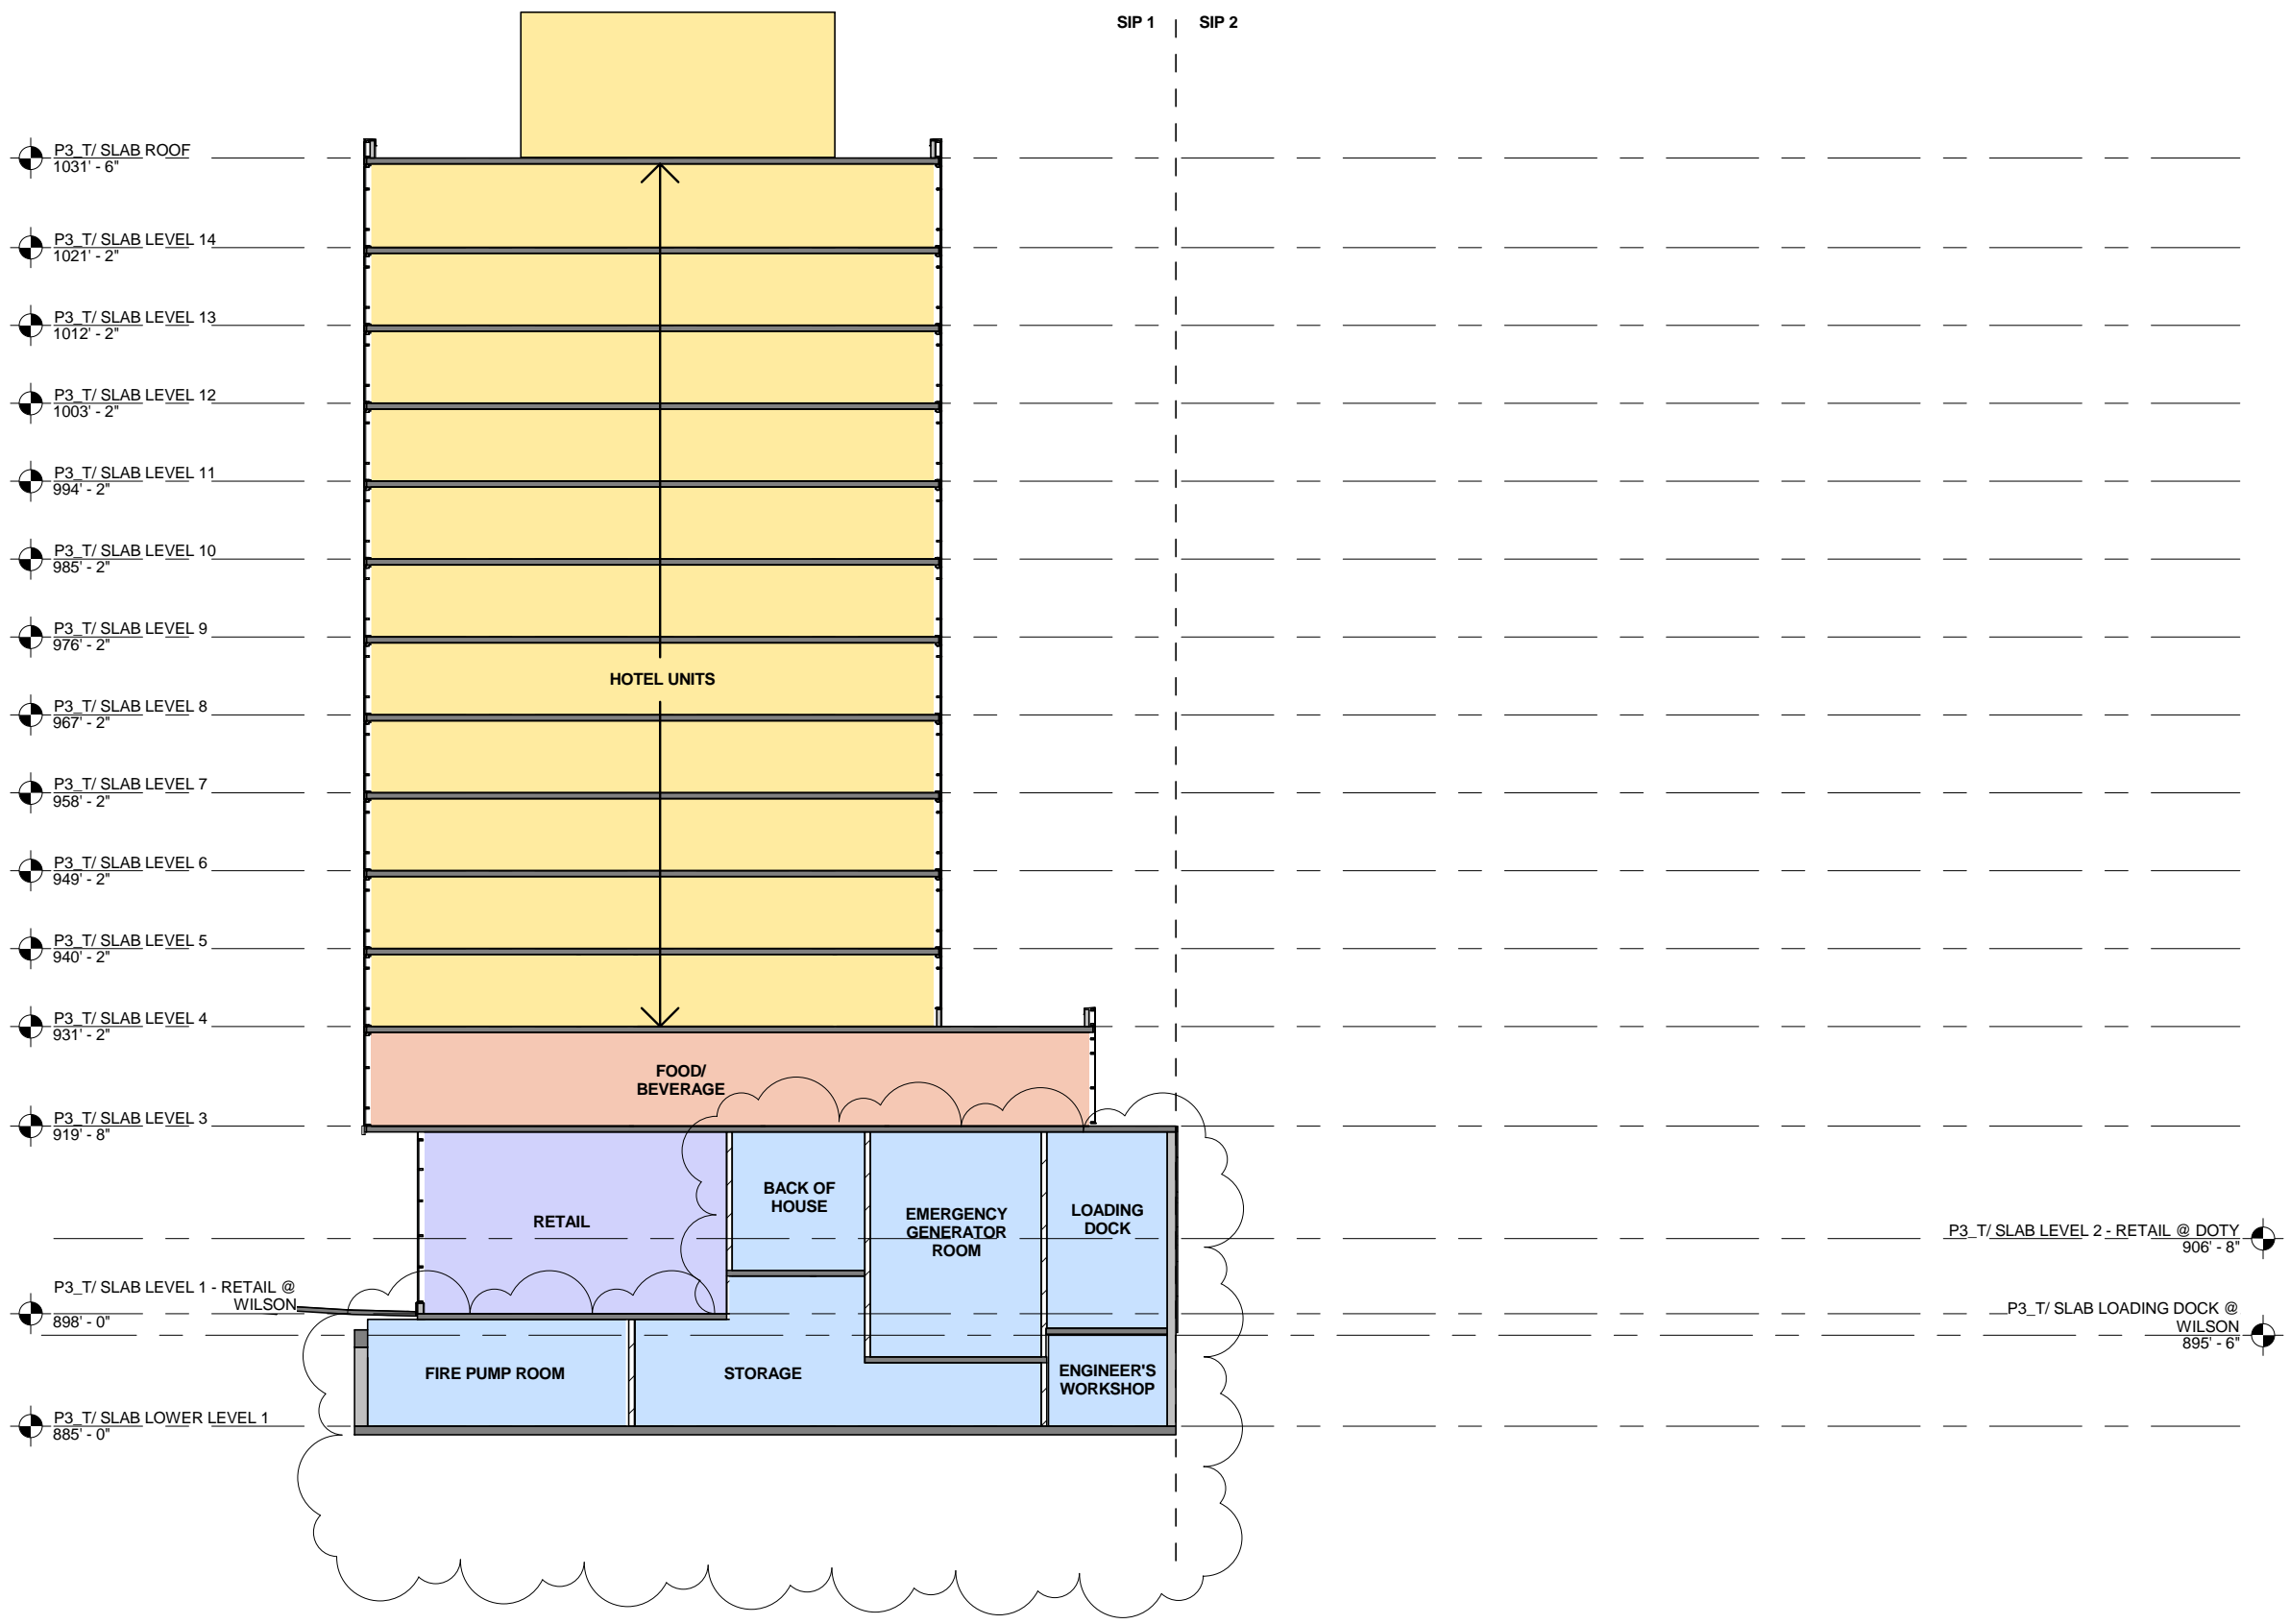 SIP 1
SIP 2
P3_T/ SLAB ROOF
1031' - 6"
P3_T/ SLAB LEVEL 14
1021' - 2"
P3_T/ SLAB LEVEL 13
1012' - 2"
P3_T/ SLAB LEVEL 12
1003' - 2"
P3_T/ SLAB LEVEL 11
994' - 2"
P3_T/ SLAB LEVEL 10
985' - 2"
P3_T/ SLAB LEVEL 9
976' - 2"
HOTEL UNITS
P3_T/ SLAB LEVEL 8
967' - 2"
P3_T/ SLAB LEVEL 7
958' - 2"
P3_T/ SLAB LEVEL 6
949' - 2"
P3_T/ SLAB LEVEL 5
940' - 2"
P3_T/ SLAB LEVEL 4
931' - 2"
FOOD/
BEVERAGE
P3_T/ SLAB LEVEL 3
919' - 8"
RETAIL
BACK OF
HOUSE
EMERGENCY
GENERATOR
ROOM
LOADING
DOCK
P3_T/ SLAB LEVEL 2 - RETAIL @ DOTY
906' - 8"
P3_T/ SLAB LEVEL 1 - RETAIL @
WILSON
898' - 0"
P3_T/ SLAB LOADING DOCK @
WILSON
895' - 6"
FIRE PUMP ROOM
STORAGE
ENGINEER'S
WORKSHOP
P3_T/ SLAB LOWER LEVEL 1
885' - 0"